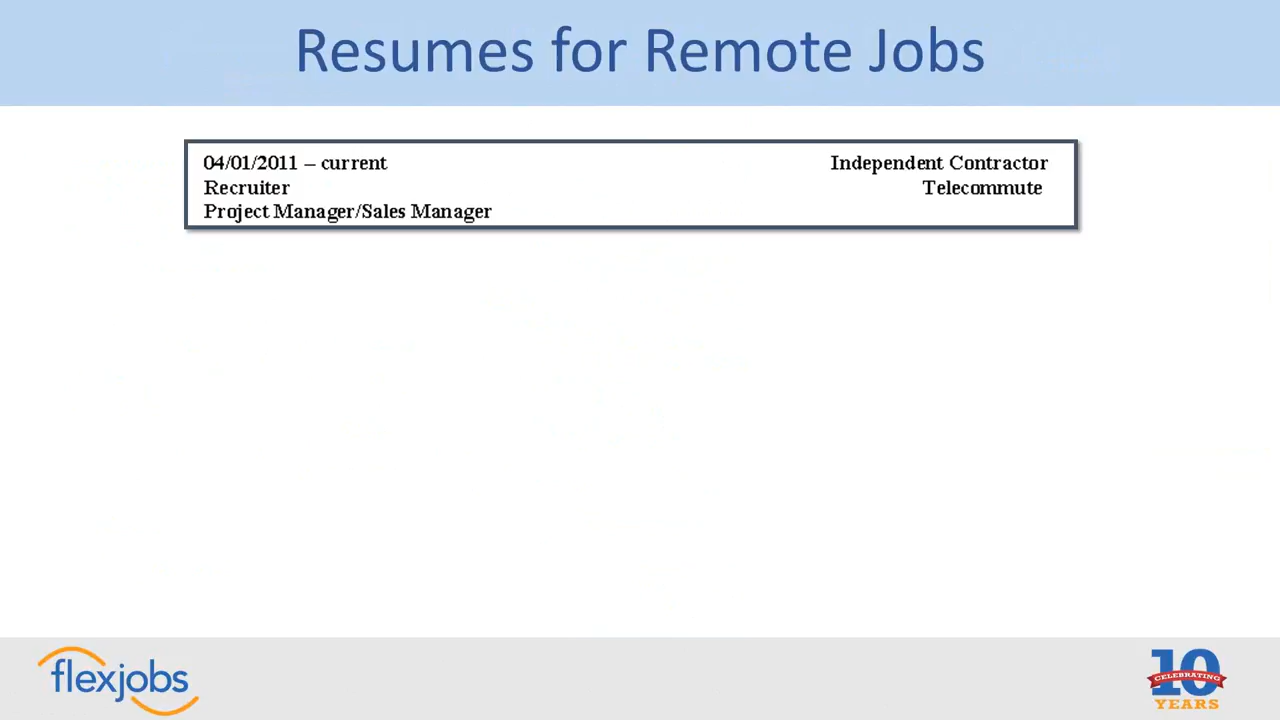 Resumes for Remote Jobs
04/01/2011 – current Independent Contractor
Recruiter Telecommute
Project Manager/Sales Manager
flexjobs
10
CELEBRATING
YEARS